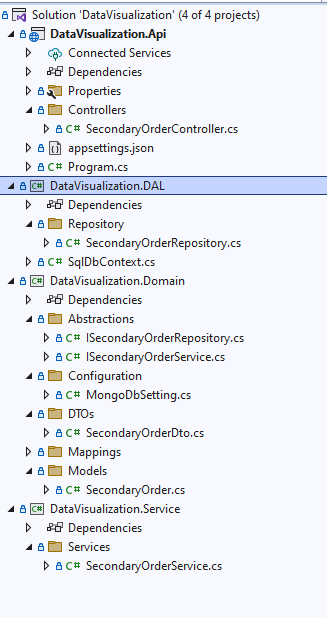 Solution 'DataVisualization' (4 of 4 projects)
DataVisualization.Api
Connected Services
Dependencies
Properties
Controllers
C# SecondaryOrderController.cs
appsettings.json
C# Program.cs
C# DataVisualization.DAL
Dependencies
Repository
C# SecondaryOrderRepository.cs
C# SqlDbContext.cs
C# DataVisualization.Domain
Dependencies
Abstractions
C# ISecondaryOrderRepository.cs
C# ISecondaryOrderService.cs
Configuration
C# MongoDbSetting.cs
DTOs
C# SecondaryOrderDto.cs
Mappings
Models
C# SecondaryOrder.cs
C# DataVisualization.Service
Dependencies
Services
C# SecondaryOrderService.cs